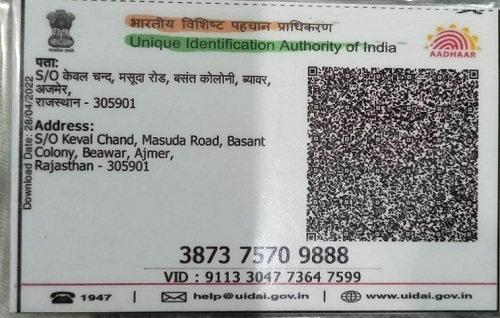 भारतीय विशिष्ट पहचान प्राधिकरण
Unique Identification Authority of India
AADHAAR
पता:
S/O केवल चन्द, मसूदा रोड, बसंत कोलोनी, ब्यावर,
अजमेर,
राजस्थान - 305901
Address:
S/O Keval Chand, Masuda Road, Basant
Colony, Beawar, Ajmer,
Rajasthan - 305901
Download Date: 28/04/2022
3873 7570 9888
VID : 9113 3047 7364 7599
1947 | help@uidai.gov.in | www.uidai.gov.in